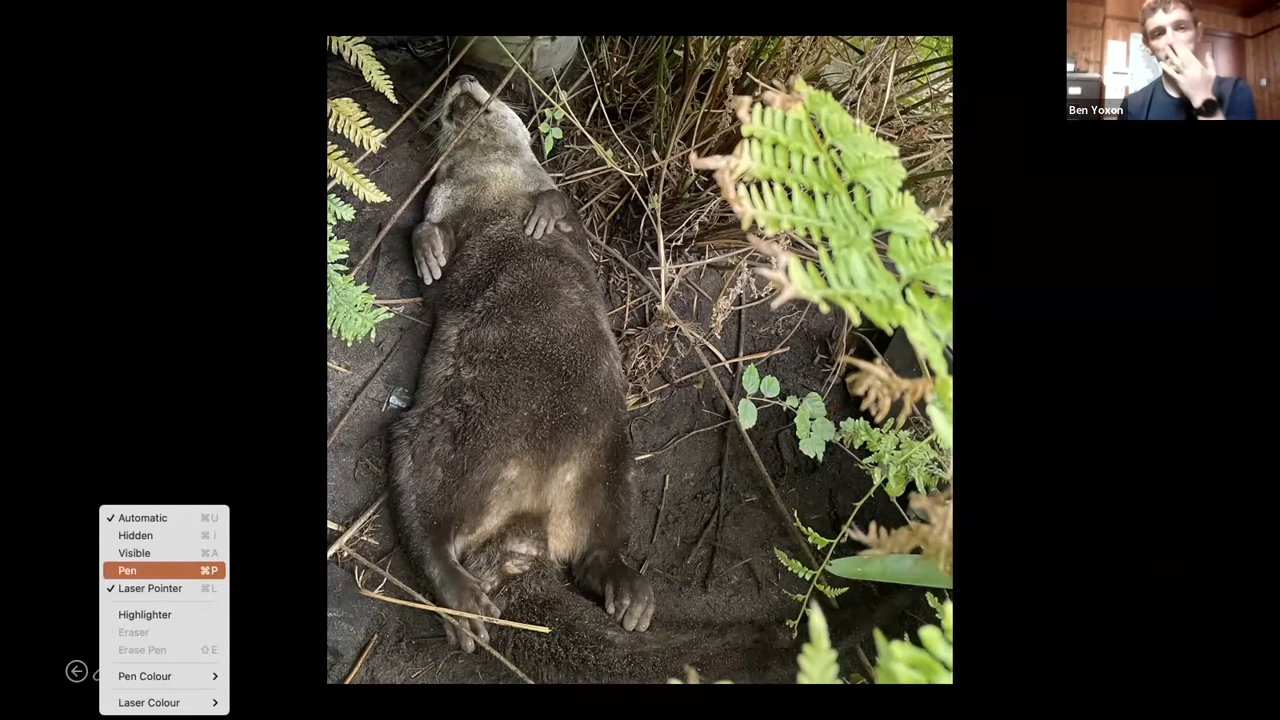 Ben Yoxon
✓ Automatic ⌘U
Hidden ⌘I
Visible ⌘A
Pen ⌘P
✓ Laser Pointer ⌘L
Highlighter
Eraser
Erase Pen ⇧E
Pen Colour
Laser Colour